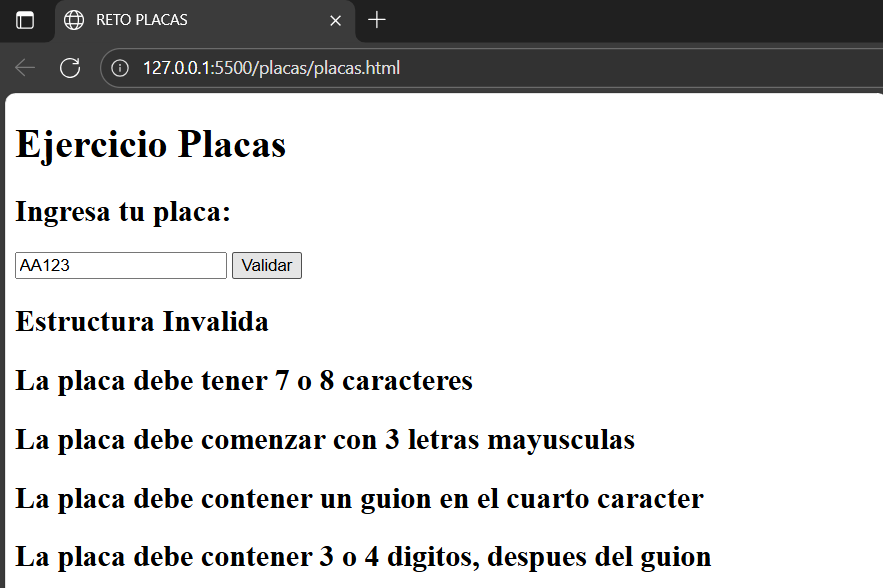 RETO PLACAS
127.0.0.1:5500/placas/placas.html
Ejercicio Placas
Ingresa tu placa:
AA123 Validar
Estructura Invalida
La placa debe tener 7 o 8 caracteres
La placa debe comenzar con 3 letras mayusculas
La placa debe contener un guion en el cuarto caracter
La placa debe contener 3 o 4 digitos, despues del guion